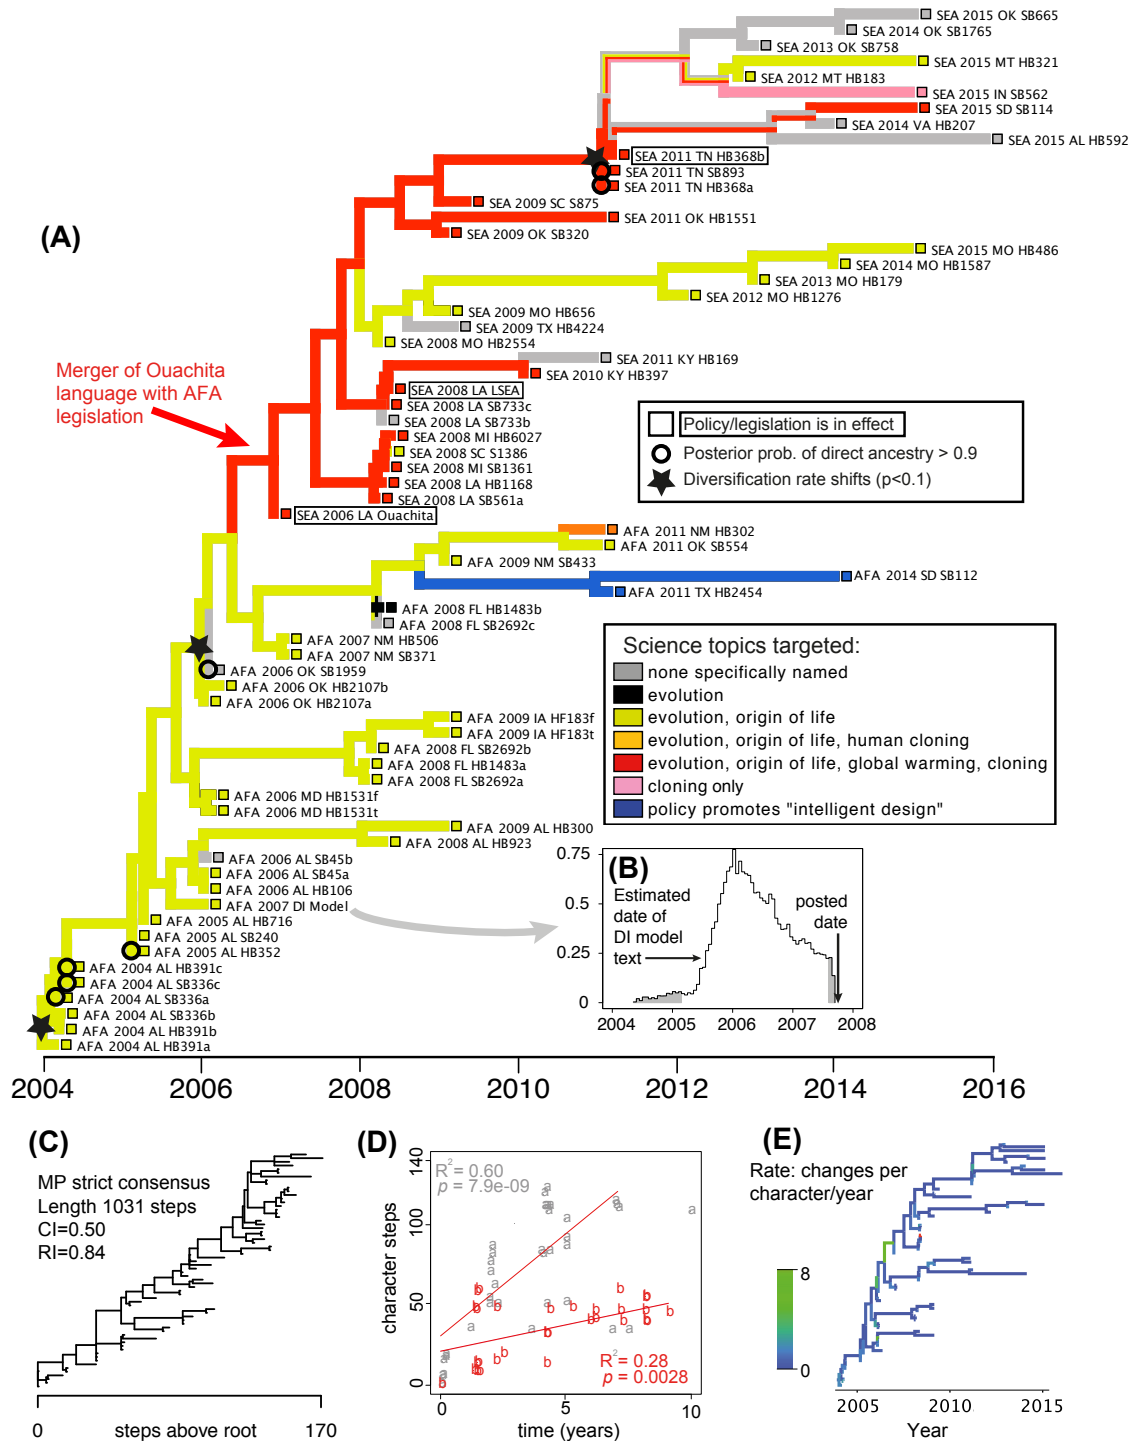 SEA 2015 OK SB665
SEA 2014 OK SB1765
SEA 2013 OK SB758
SEA 2015 MT HB321
SEA 2012 MT HB183
SEA 2015 IN SB562
SEA 2015 SD SB114
SEA 2014 VA HB207
SEA 2015 AL HB592
SEA 2011 TN HB368b
SEA 2011 TN SB893
SEA 2011 TN HB368a
SEA 2009 SC S875
SEA 2011 OK HB1551
SEA 2009 OK SB320
(A)
SEA 2015 MO HB486
SEA 2014 MO HB1587
SEA 2013 MO HB179
SEA 2012 MO HB1276
SEA 2009 MO HB656
SEA 2009 TX HB4224
SEA 2008 MO HB2554
SEA 2011 KY HB169
SEA 2010 KY HB397
SEA 2008 LA LSEA
SEA 2008 LA SB733c
SEA 2008 LA SB733b
SEA 2008 MI HB6027
SEA 2008 SC S1386
SEA 2008 MI SB1361
SEA 2008 LA HB1168
SEA 2008 LA SB561a
SEA 2006 LA Ouachita
Merger of Ouachita
language with AFA
legislation
Policy/legislation is in effect
Posterior prob. of direct ancestry > 0.9
Diversification rate shifts (p<0.1)
AFA 2011 NM HB302
AFA 2011 OK SB554
AFA 2009 NM SB433
AFA 2014 SD SB112
AFA 2011 TX HB2454
AFA 2008 FL HB1483b
AFA 2008 FL SB2692c
AFA 2007 NM HB506
AFA 2007 NM SB371
AFA 2006 OK SB1959
AFA 2006 OK HB2107b
AFA 2006 OK HB2107a
AFA 2009 IA HF183f
AFA 2009 IA HF183t
AFA 2008 FL SB2692b
AFA 2008 FL HB1483a
AFA 2008 FL SB2692a
AFA 2006 MD HB1531f
AFA 2006 MD HB1531t
AFA 2009 AL HB300
AFA 2008 AL HB923
AFA 2006 AL SB45b
AFA 2006 AL SB45a
AFA 2006 AL HB106
AFA 2007 DI Model
AFA 2005 AL HB716
AFA 2005 AL SB240
AFA 2005 AL HB352
AFA 2004 AL HB391c
AFA 2004 AL SB336c
AFA 2004 AL SB336a
AFA 2004 AL SB336b
AFA 2004 AL HB391b
AFA 2004 AL HB391a
Science topics targeted:
none specifically named
evolution
evolution, origin of life
evolution, origin of life, human cloning
evolution, origin of life, global warming, cloning
cloning only
policy promotes "intelligent design"
(B)
0.75
0.5
0.25
0
Estimated
date of
DI model
text
posted
date
2004 2005 2006 2007 2008
2004 2006 2008 2010 2012 2014 2016
(C)
MP strict consensus
Length 1031 steps
CI=0.50
RI=0.84
0 steps above root 170
(D)
R2= 0.60
p = 7.9e-09
140
100
50
0
character steps
R2= 0.28
p = 0.0028
0 5 10
time (years)
(E)
Rate: changes per
character/year
8
0
2005 2010 2015
Year